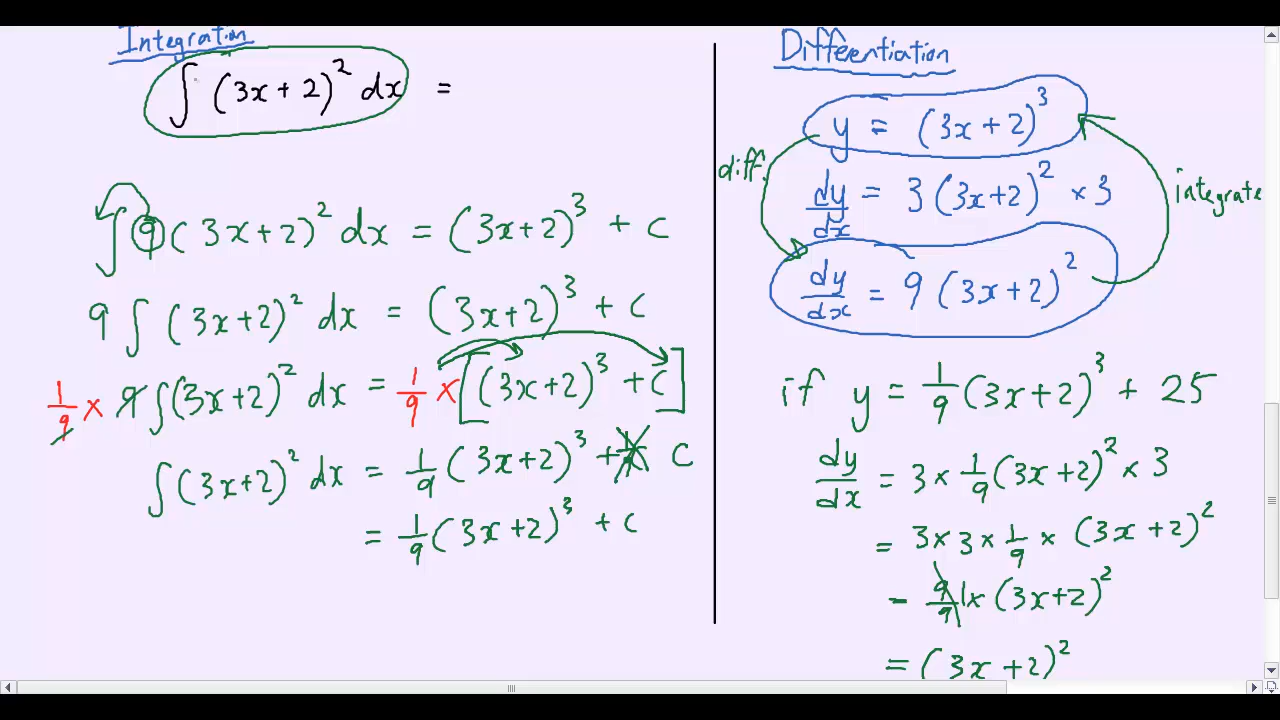 Integration
∫ (3x + 2)² dx =
∫ 9 (3x + 2)² dx = (3x + 2)³ + c
9 ∫ (3x + 2)² dx = (3x + 2)³ + c
1/9 × 9 ∫ (3x + 2)² dx = 1/9 × [(3x + 2)³ + c]
∫ (3x + 2)² dx = 1/9 (3x + 2)³ + c
= 1/9 (3x + 2)³ + c
Differentiation
y = (3x + 2)³
diff.
dy/dx = 3 (3x + 2)² × 3
integrate
dy/dx = 9 (3x + 2)²
if y = 1/9 (3x + 2)³ + 25
dy/dx = 3 × 1/9 (3x + 2)² × 3
= 3 × 3 × 1/9 × (3x + 2)²
= 9/9 1 × (3x + 2)²
= (3x + 2)²